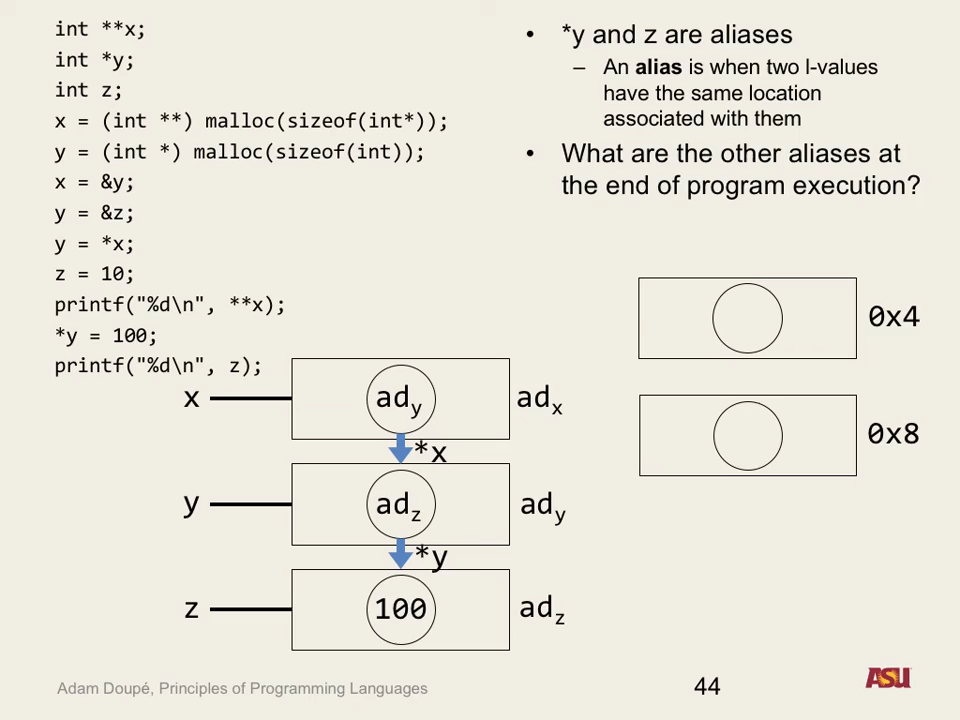 int **x;
int *y;
int z;
x = (int **) malloc(sizeof(int*));
y = (int *) malloc(sizeof(int));
x = &y;
y = &z;
y = *x;
z = 10;
printf("%d\n", **x);
*y = 100;
printf("%d\n", z);
• *y and z are aliases
– An alias is when two l-values
have the same location
associated with them
• What are the other aliases at
the end of program execution?
0x4
0x8
x ady adx
*x
y adz ady
*y
z 100 adz
Adam Doupé, Principles of Programming Languages
44
ASU